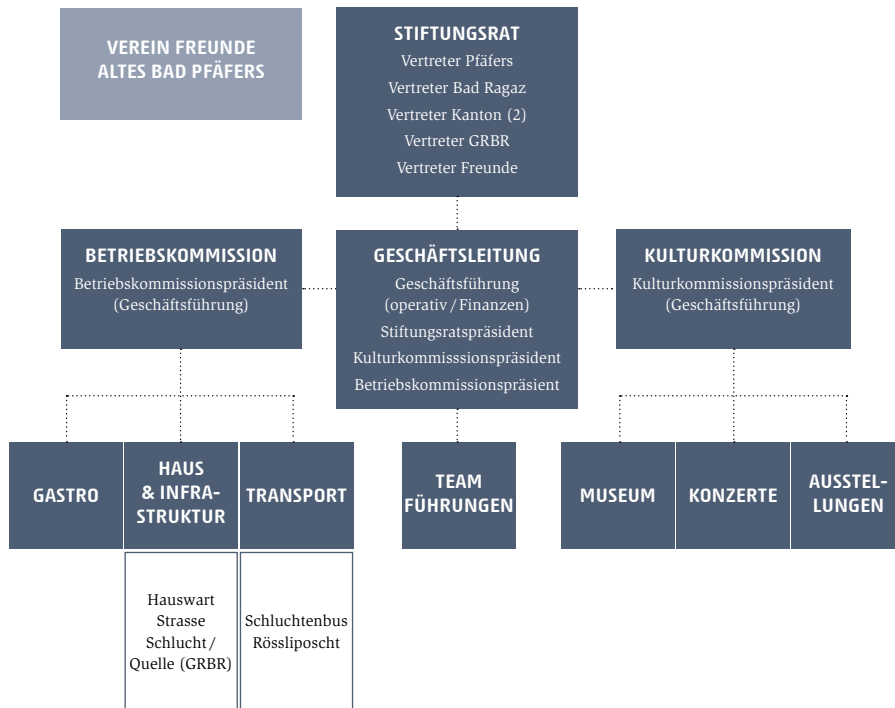 VEREIN FREUNDE
ALTES BAD PFÄFERS
STIFTUNGSRAT
Vertreter Pfäfers
Vertreter Bad Ragaz
Vertreter Kanton (2)
Vertreter GRBR
Vertreter Freunde
BETRIEBSKOMMISSION
Betriebskommissionspräsident
(Geschäftsführung)
GESCHÄFTSLEITUNG
Geschäftsführung
(operativ / Finanzen)
Stiftungsratspräsident
Kulturkommisssionspräsident
Betriebskommissionspräsient
KULTURKOMMISSION
Kulturkommissionspräsident
(Geschäftsführung)
GASTRO
HAUS
& INFRA-
STRUKTUR
TRANSPORT
TEAM
FÜHRUNGEN
MUSEUM
KONZERTE
AUSSTEL-
LUNGEN
Hauswart
Strasse
Schlucht /
Quelle (GRBR)
Schluchtenbus
Rössliposcht